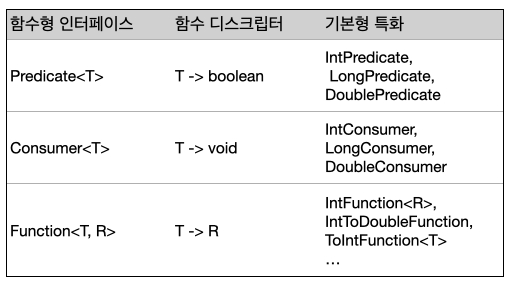 함수형 인터페이스 함수 디스크립터 기본형 특화
Predicate<T> T -> boolean IntPredicate,
LongPredicate,
DoublePredicate
Consumer<T> T -> void IntConsumer,
LongConsumer,
DoubleConsumer
Function<T, R> T -> R IntFunction<R>,
IntToDoubleFunction,
ToIntFunction<T>
...